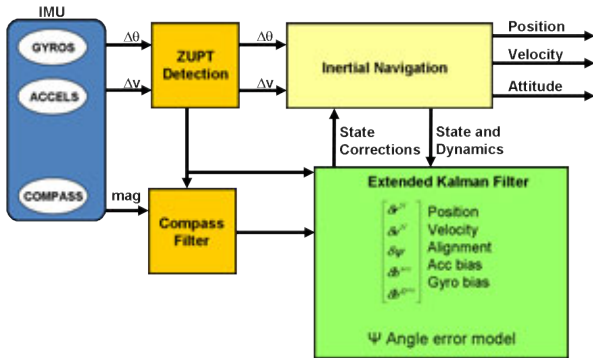 IMU
GYROS
ACCELS
COMPASS
Δθ
Δv
mag
ZUPT
Detection
Δθ
Δv
Inertial Navigation
Position
Velocity
Attitude
State
Corrections
State and
Dynamics
Compass
Filter
Extended Kalman Filter
Position
Velocity
δψ Alignment
Acc bias
Gyro bias
Ψ Angle error model